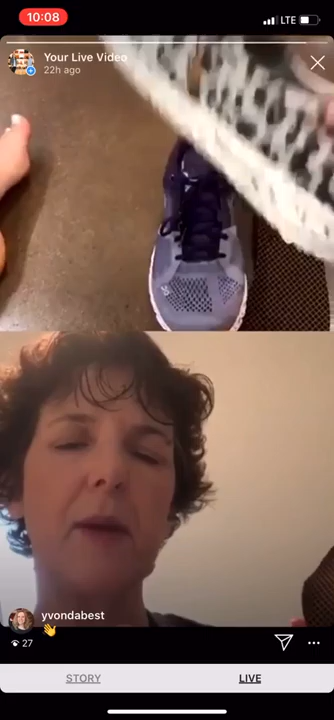 10:08
LTE
Your Live Video
22h ago
yvondabest
27
STORY
LIVE